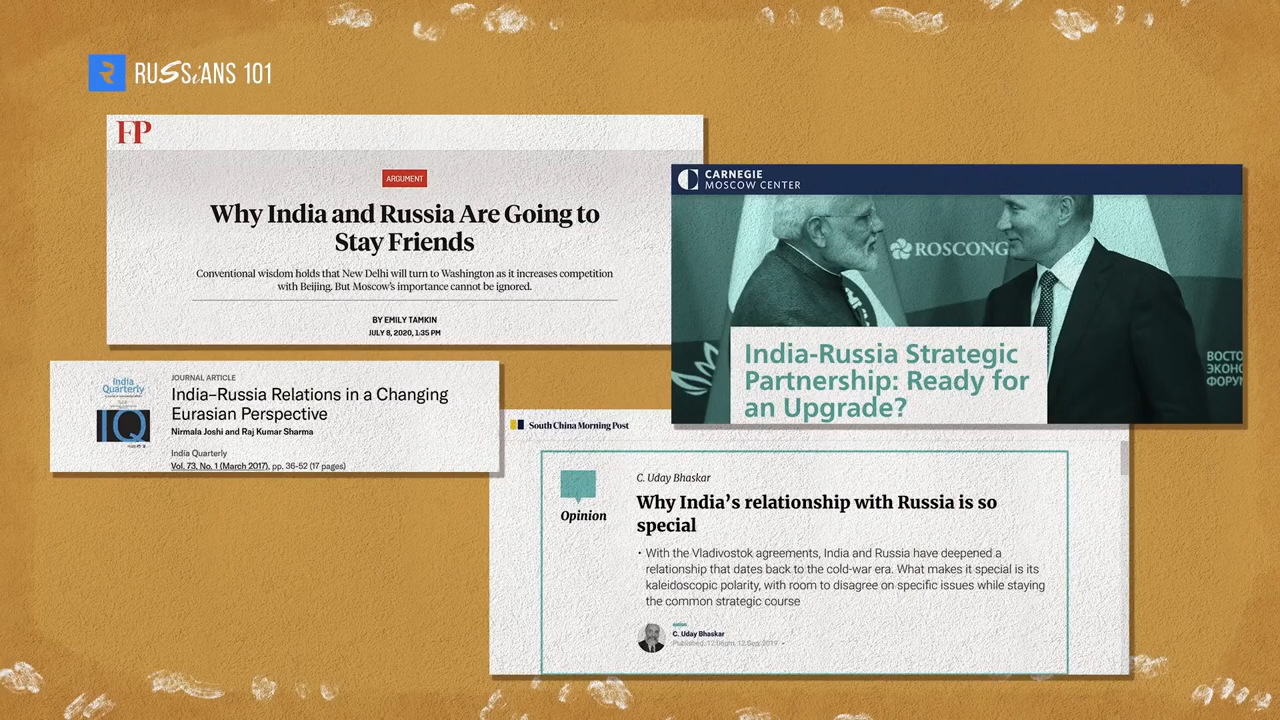 RUSSiANS 101
FP
ARGUMENT
Why India and Russia Are Going to
Stay Friends
Conventional wisdom holds that New Delhi will turn to Washington as it increases competition
with Beijing. But Moscow's importance cannot be ignored.
BY EMILY TAMKIN
JULY 8, 2020, 1:35 PM
CARNEGIE
MOSCOW CENTER
ROSCONG
India-Russia Strategic
Partnership: Ready for
an Upgrade?
ВОСТО
ЭКОНО
ФОРУМ
India
Quarterly
IQ
JOURNAL ARTICLE
India–Russia Relations in a Changing
Eurasian Perspective
Nirmala Joshi and Raj Kumar Sharma
India Quarterly
Vol. 73, No. 1 (March 2017), pp. 36-52 (17 pages)
South China Morning Post
Opinion
C. Uday Bhaskar
Why India's relationship with Russia is so
special
• With the Vladivostok agreements, India and Russia have deepened a
relationship that dates back to the cold-war era. What makes it special is its
kaleidoscopic polarity, with room to disagree on specific issues while staying
the common strategic course
C. Uday Bhaskar
Published: 12 Sep, 2019